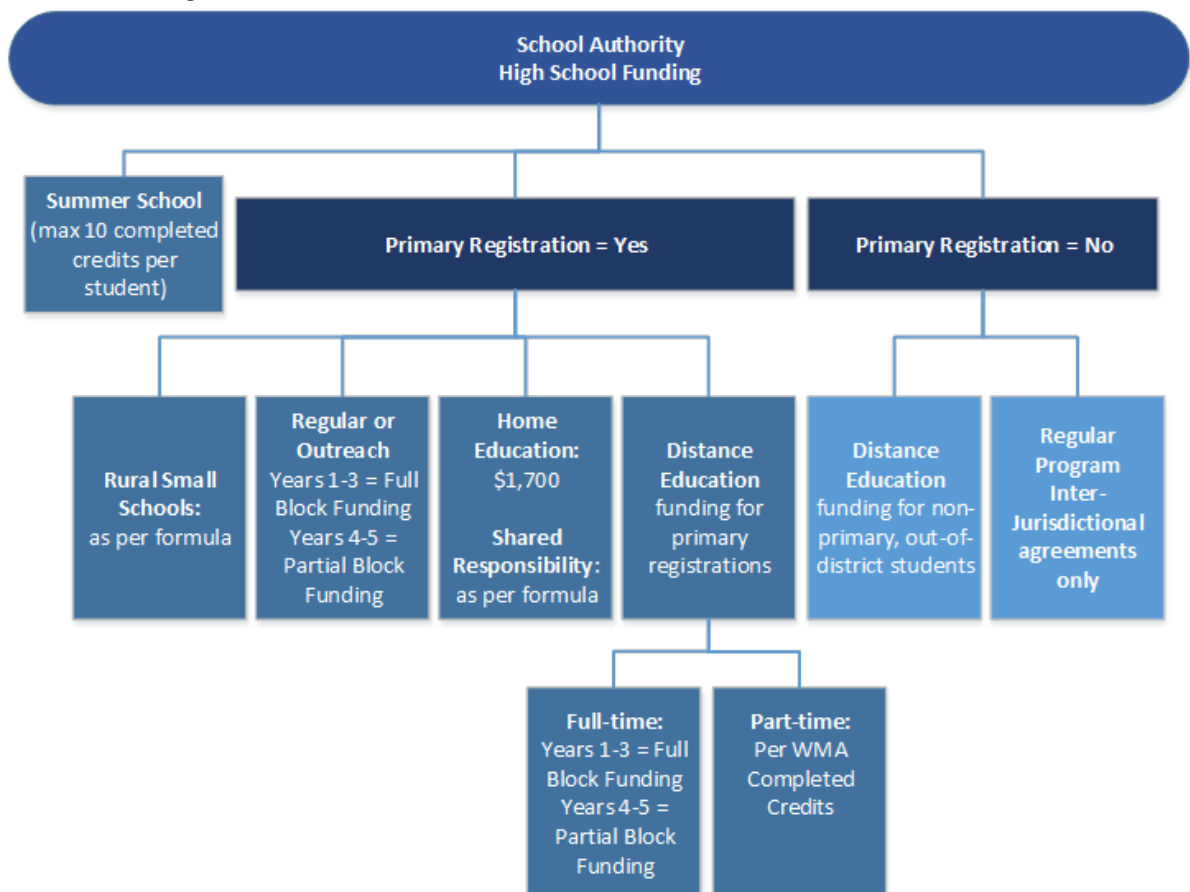 School Authority
High School Funding
Summer School
(max 10 completed
credits per
student)
Primary Registration = Yes
Primary Registration = No
Rural Small
Schools:
as per formula
Regular or
Outreach
Years 1-3 = Full
Block Funding
Years 4-5 =
Partial Block
Funding
Home
Education:
$1,700
Shared
Responsibility:
as per formula
Distance
Education
funding for
primary
registrations
Distance
Education
funding for non-
primary, out-of-
district students
Regular
Program
Inter-
Jurisdictional
agreements
only
Full-time:
Years 1-3 = Full
Block Funding
Years 4-5 =
Partial Block
Funding
Part-time:
Per WMA
Completed
Credits